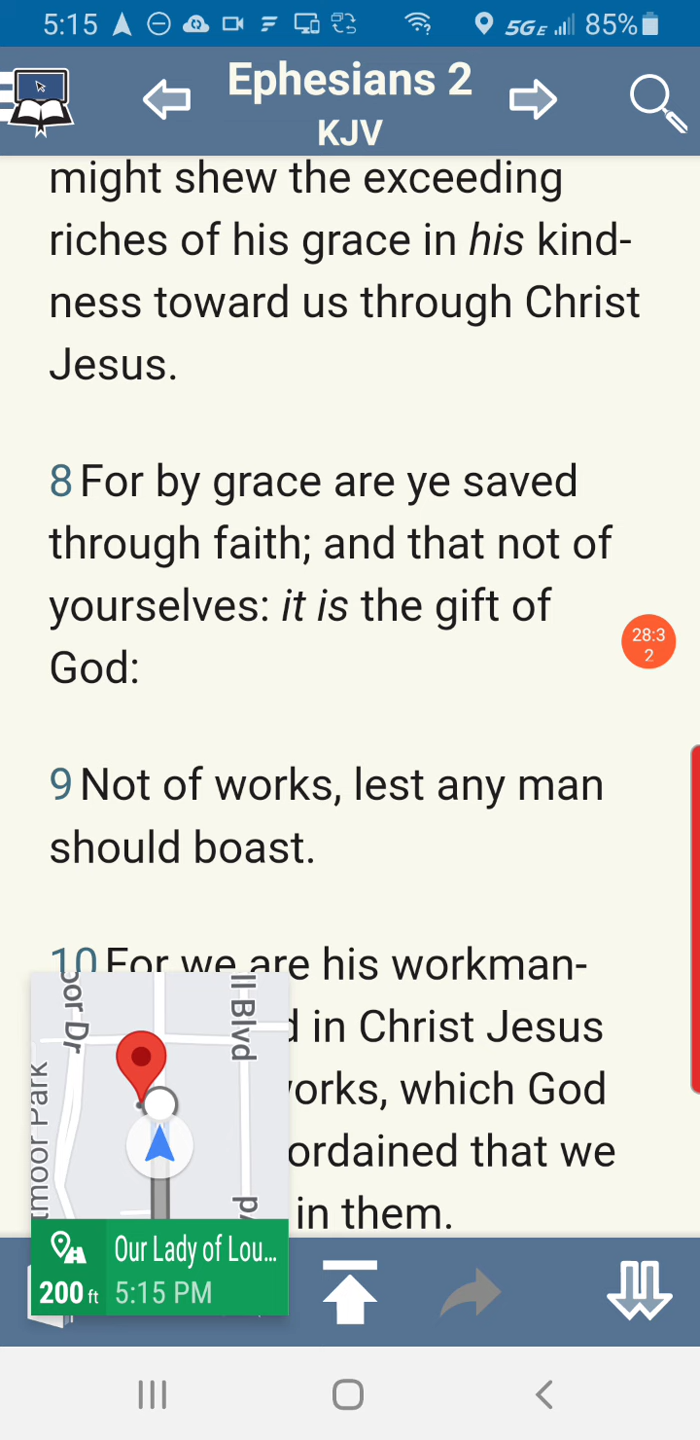 5:15 5GE 85%
Ephesians 2
KJV
might shew the exceeding
riches of his grace in his kind-
ness toward us through Christ
Jesus.
8 For by grace are ye saved
through faith; and that not of
yourselves: it is the gift of
God:
28:3
2
9 Not of works, lest any man
should boast.
10 For we are his workman-
in Christ Jesus
orks, which God
ordained that we
in them.
oor Dr
ll Blvd
tmoor Park
Our Lady of Lou...
200 ft 5:15 PM